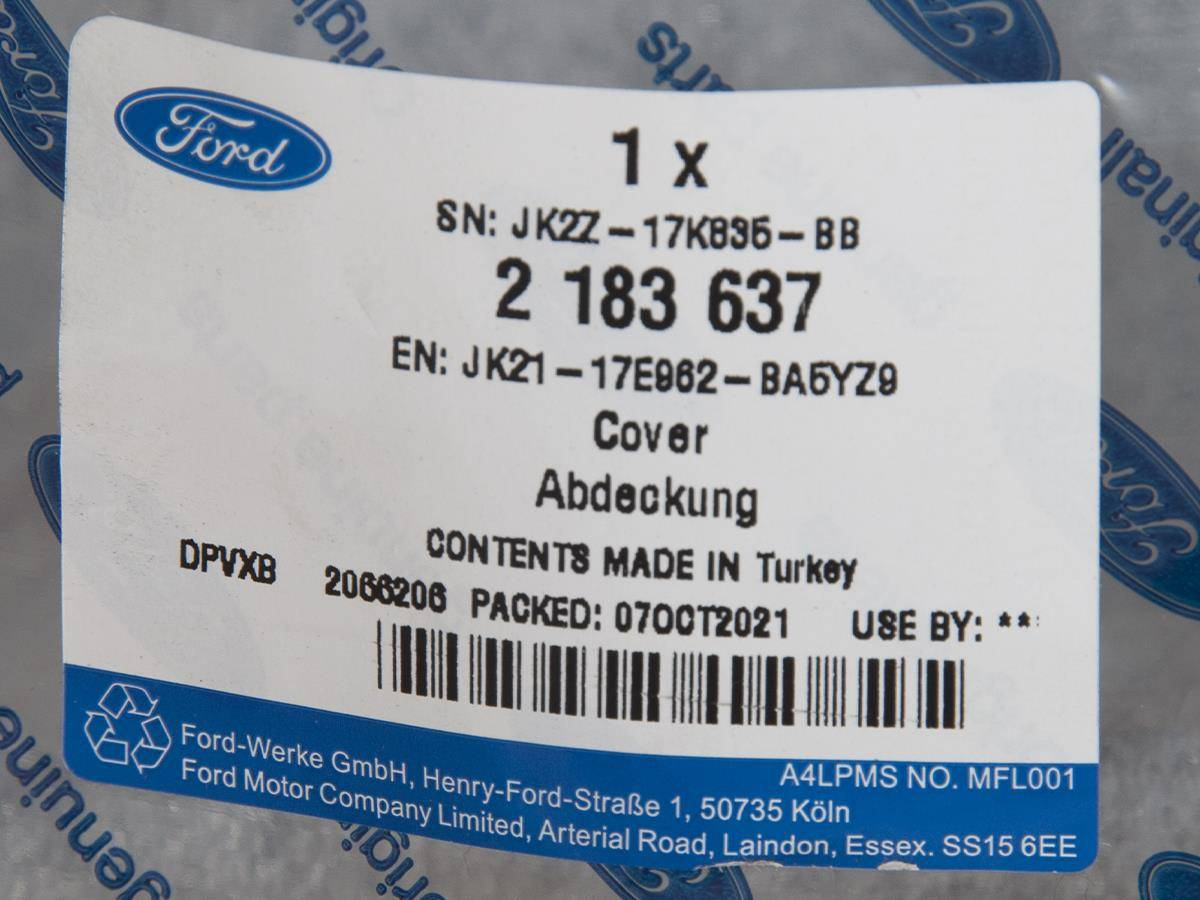 Ford
1 x
SN: JK2Z-17K835-BB
2 183 637
EN: JK21-17E962-BA5YZ9
Cover
Abdeckung
CONTENTS MADE IN Turkey
DPVXB 2066206 PACKED: 07OCT2021 USE BY: **
Ford-Werke GmbH, Henry-Ford-Straße 1, 50735 Köln
A4LPMS NO. MFL001
Ford Motor Company Limited, Arterial Road, Laindon, Essex. SS15 6EE
genuine
Ford